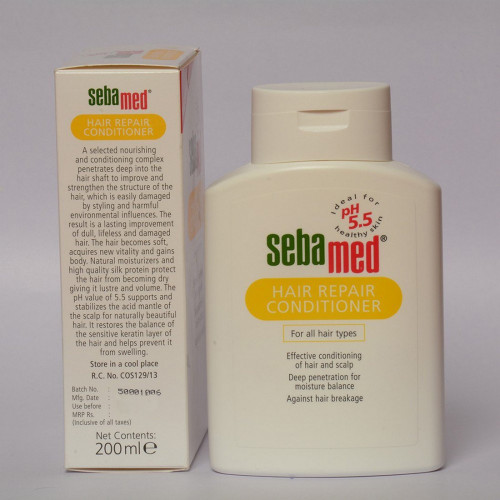 sebamed®
HAIR REPAIR
CONDITIONER
A selected nourishing
and conditioning complex
penetrates deep into the
hair shaft to improve and
strengthen the structure of the
hair, which is easily damaged
by styling and harmful
environmental influences. The
result is a lasting improvement
of dull, lifeless and damaged
hair. The hair becomes soft,
acquires new vitality and gains
body. Natural moisturizers and
high quality silk protein protect
the hair from becoming dry
giving it lustre and volume. The
pH value of 5.5 supports and
stabilizes the acid mantle of
the scalp for naturally beautiful
hair. It restores the balance of
the sensitive keratin layer of
the hair and helps prevent it
from swelling.
Store in a cool place
R.C. No. COS129/13
Batch No. : 50001006
Mfg. Date :
Use before :
MRP Rs. :
(Inclusive of all taxes)
Net Contents:
200ml℮
Ideal for
pH
5.5
healthy skin
sebamed®
HAIR REPAIR
CONDITIONER
For all hair types
Effective conditioning
of hair and scalp
Deep penetration for
moisture balance
Against hair breakage